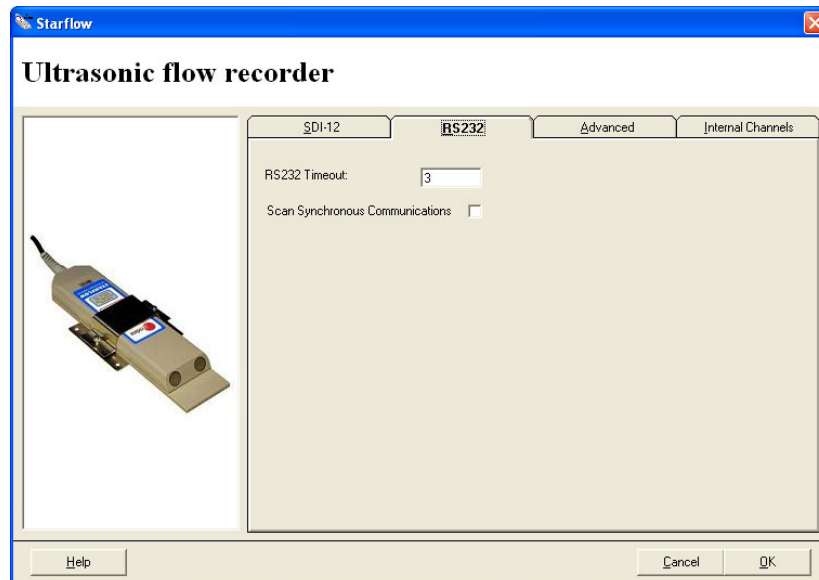 Starflow
Ultrasonic flow recorder
SDI-12 RS232 Advanced Internal Channels
RS232 Timeout: 3
Scan Synchronous Communications
Help Cancel OK